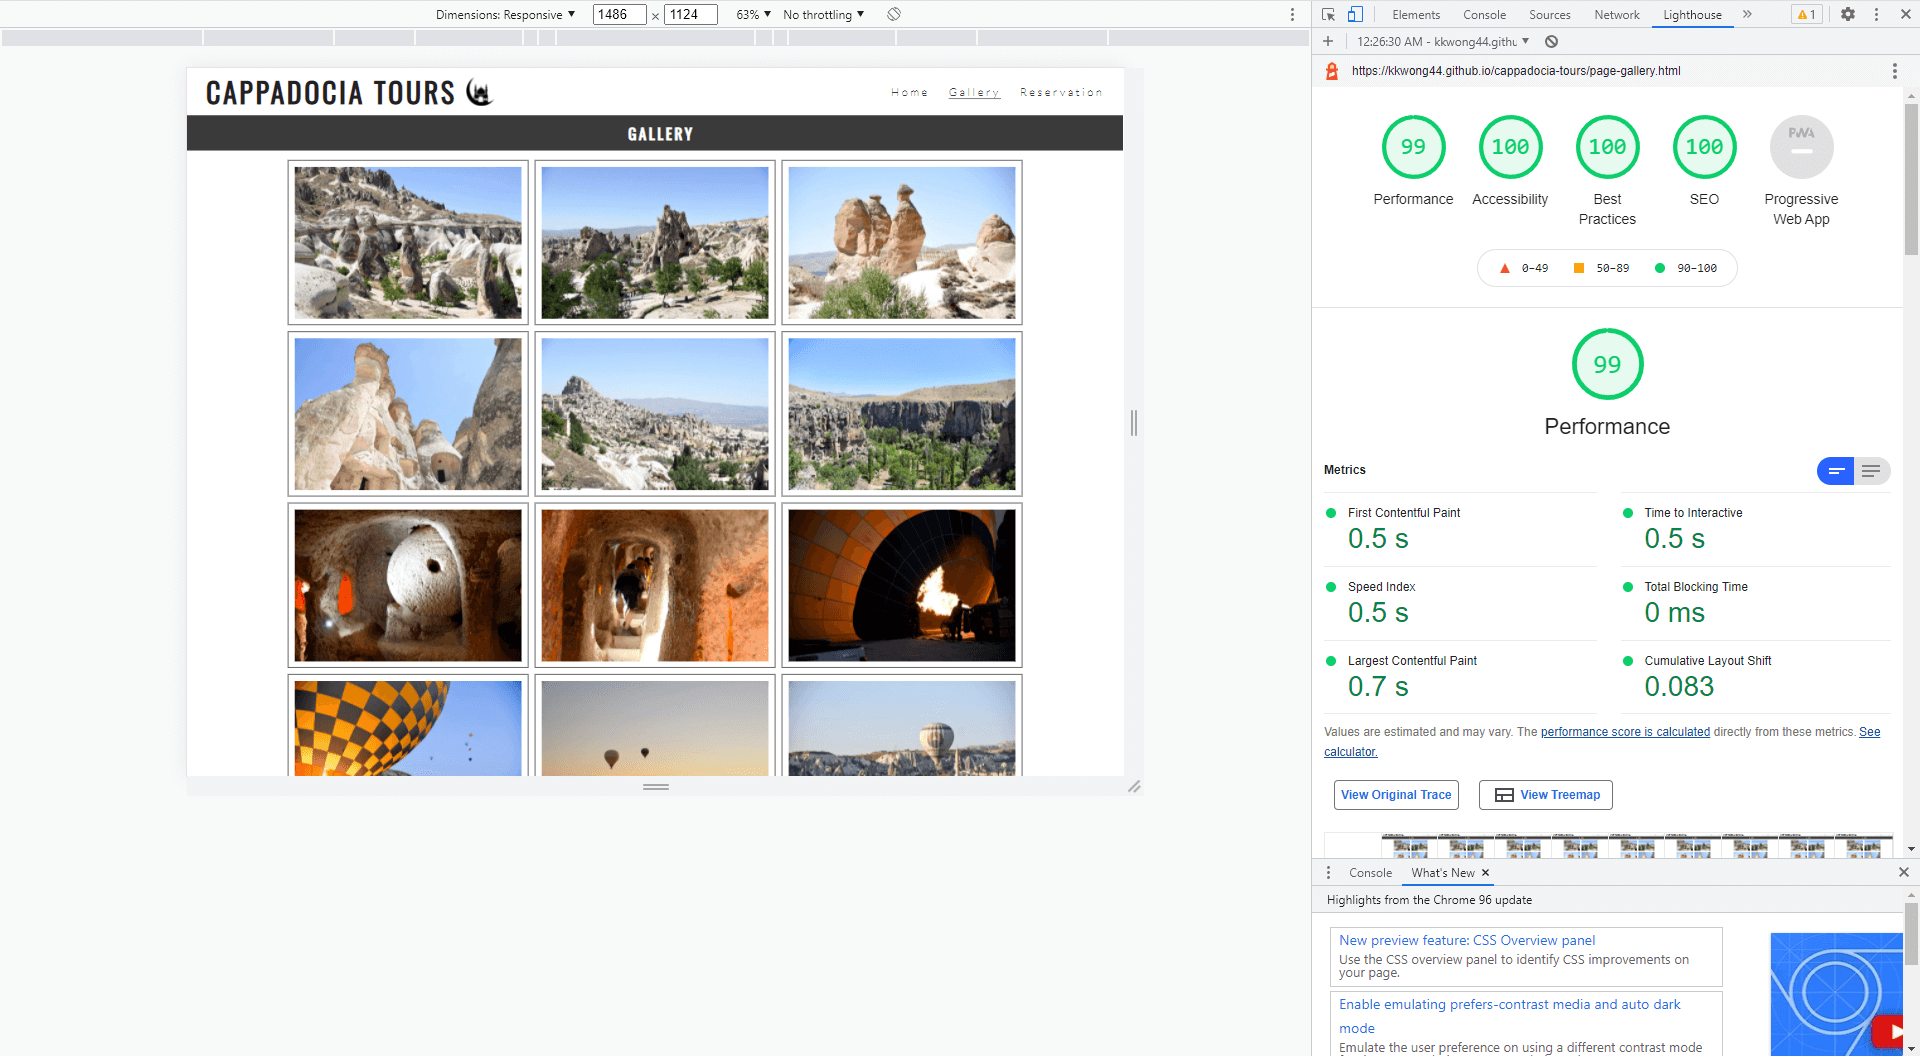 Dimensions: Responsive ▼ 1486 × 1124 63% ▼ No throttling ▼
Elements Console Sources Network Lighthouse » 1
12:26:30 AM - kkwong44.githu ▼
https://kkwong44.github.io/cappadocia-tours/page-gallery.html
CAPPADOCIA TOURS
Home Gallery Reservation
GALLERY
99 100 100 100 PWA
Performance Accessibility Best Practices SEO Progressive Web App
0–49 50–89 90–100
99
Performance
Metrics
First Contentful Paint
0.5 s
Time to Interactive
0.5 s
Speed Index
0.5 s
Total Blocking Time
0 ms
Largest Contentful Paint
0.7 s
Cumulative Layout Shift
0.083
Values are estimated and may vary. The performance score is calculated directly from these metrics. See
calculator.
View Original Trace View Treemap
Console What's New ×
Highlights from the Chrome 96 update
New preview feature: CSS Overview panel
Use the CSS overview panel to identify CSS improvements on
your page.
Enable emulating prefers-contrast media and auto dark
mode
Emulate the user preference on using a different contrast mode